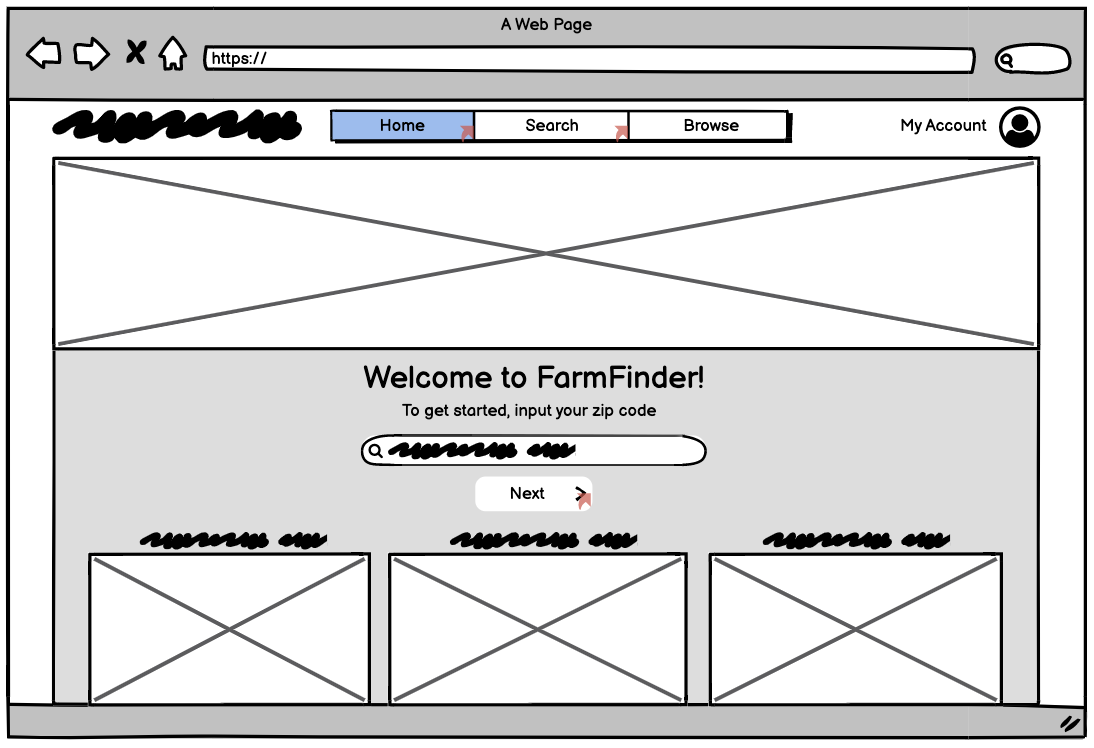 A Web Page
https://
Home Search Browse My Account
Welcome to FarmFinder!
To get started, input your zip code
Next